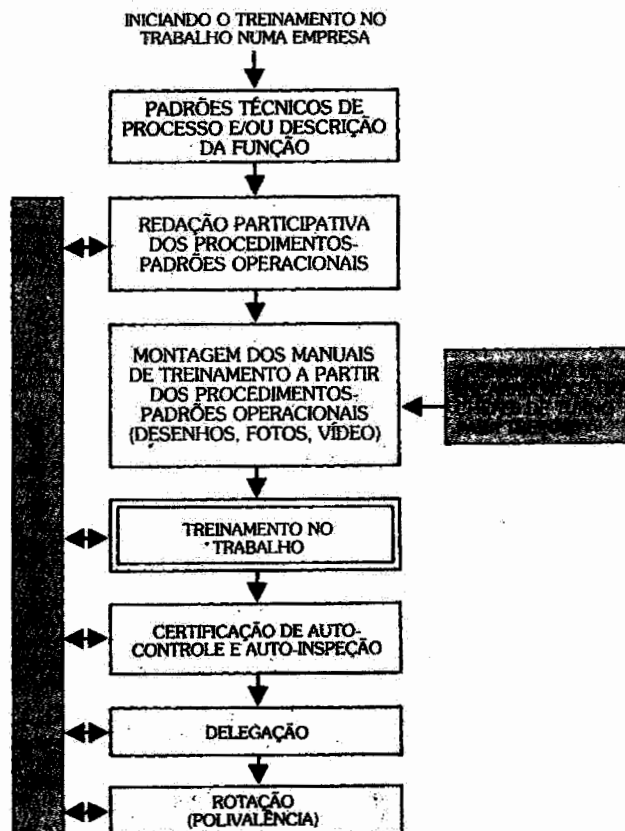 INICIANDO O TREINAMENTO NO
TRABALHO NUMA EMPRESA
PADRÕES TÉCNICOS DE
PROCESSO E/OU DESCRIÇÃO
DA FUNÇÃO
REDAÇÃO PARTICIPATIVA
DOS PROCEDIMENTOS-
PADRÕES OPERACIONAIS
MONTAGEM DOS MANUAIS
DE TREINAMENTO A PARTIR
DOS PROCEDIMENTOS-
PADRÕES OPERACIONAIS
(DESENHOS, FOTOS, VÍDEO)
TREINAMENTO NO
TRABALHO
CERTIFICAÇÃO DE AUTO-
CONTROLE E AUTO-INSPEÇÃO
DELEGAÇÃO
ROTAÇÃO
(POLIVALÊNCIA)